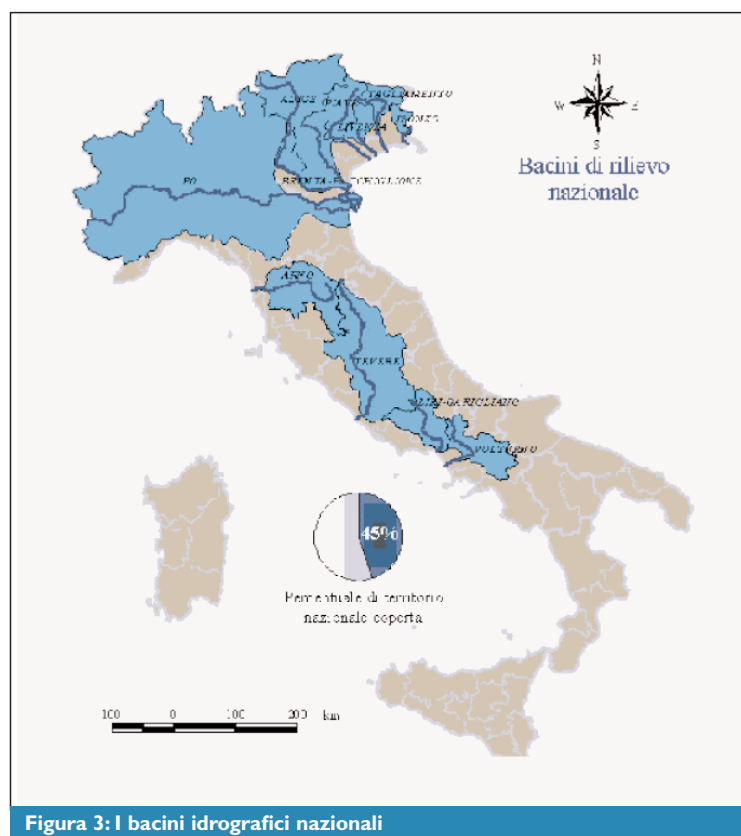 N
W E
S
Bacini di rilievo
nazionale
ADIGE
PIAVE
TAGLIAMENTO
LIVENZA
ISONZO
BRENTA-BACCHIGLIONE
PO
ARNO
TEVERE
LIRI-GARIGLIANO
VOLTURNO
45%
Percentuale di territorio
nazionale coperta
100 0 100 200 km
Figura 3: I bacini idrografici nazionali